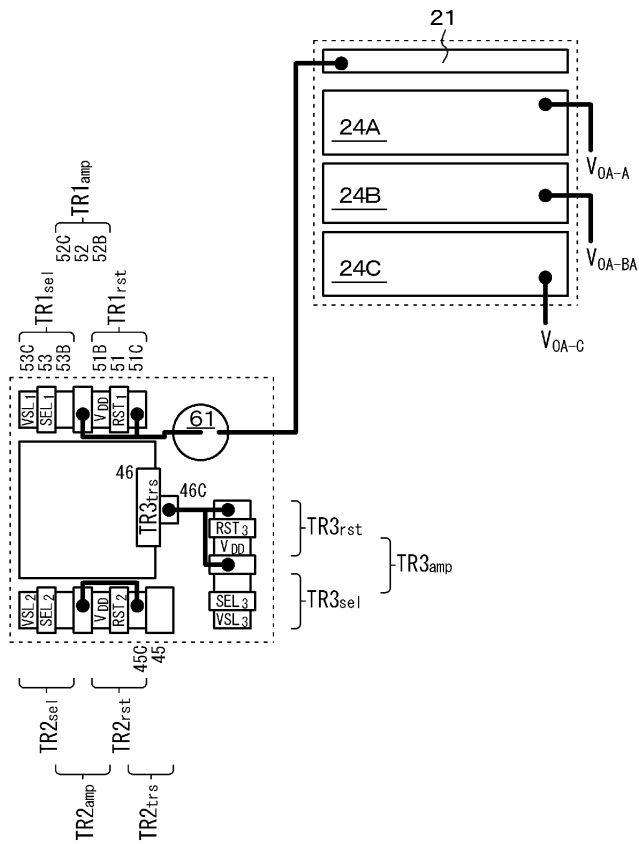 21
24A
V_OA-A
24B
V_OA-BA
24C
V_OA-C
TR1amp
52C
52
52B
TR1sel
TR1rst
53C
53
53B
51B
51
51C
VSL1
SEL1
VDD
RST1
61
46
46C
TR3trs
RST3
VDD
SEL3
VSL3
TR3rst
TR3amp
TR3sel
VSL2
SEL2
VDD
RST2
45C
45
TR2sel
TR2rst
TR2amp
TR2trs